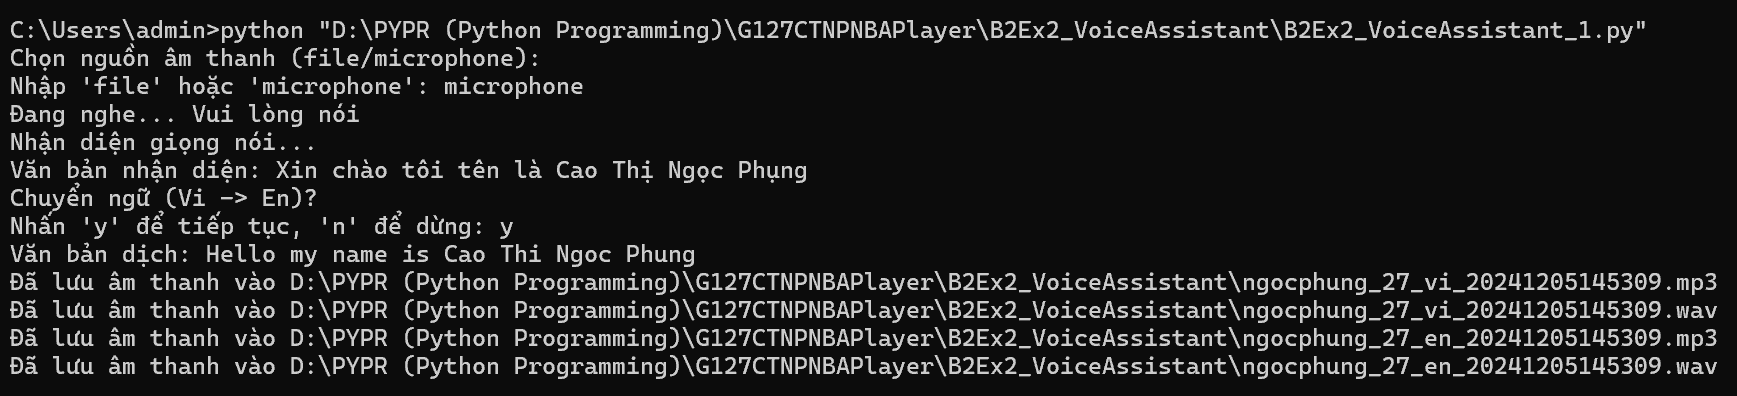 C:\Users\admin>python "D:\PYPR (Python Programming)\G127CTNPNBAPlayer\B2Ex2_VoiceAssistant\B2Ex2_VoiceAssistant_1.py"
Chọn nguồn âm thanh (file/microphone):
Nhập 'file' hoặc 'microphone': microphone
Đang nghe... Vui lòng nói
Nhận diện giọng nói...
Văn bản nhận diện: Xin chào tôi tên là Cao Thị Ngọc Phụng
Chuyển ngữ (Vi -> En)?
Nhấn 'y' để tiếp tục, 'n' để dừng: y
Văn bản dịch: Hello my name is Cao Thi Ngoc Phung
Đã lưu âm thanh vào D:\PYPR (Python Programming)\G127CTNPNBAPlayer\B2Ex2_VoiceAssistant\ngocphung_27_vi_20241205145309.mp3
Đã lưu âm thanh vào D:\PYPR (Python Programming)\G127CTNPNBAPlayer\B2Ex2_VoiceAssistant\ngocphung_27_vi_20241205145309.wav
Đã lưu âm thanh vào D:\PYPR (Python Programming)\G127CTNPNBAPlayer\B2Ex2_VoiceAssistant\ngocphung_27_en_20241205145309.mp3
Đã lưu âm thanh vào D:\PYPR (Python Programming)\G127CTNPNBAPlayer\B2Ex2_VoiceAssistant\ngocphung_27_en_20241205145309.wav